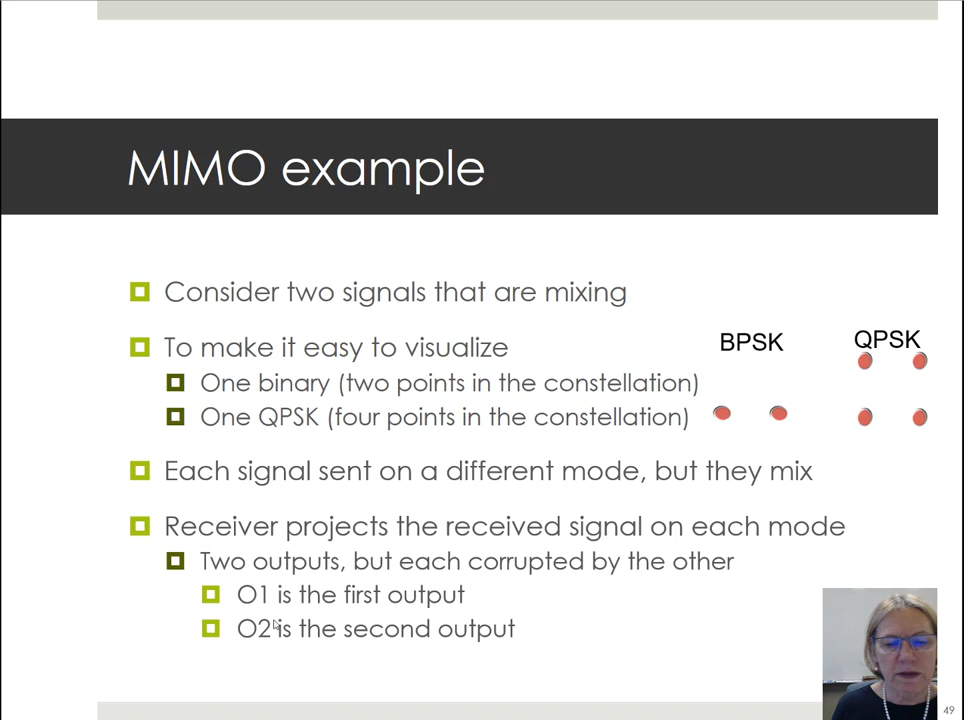 MIMO example
Consider two signals that are mixing
To make it easy to visualize
One binary (two points in the constellation)
One QPSK (four points in the constellation)
BPSK
QPSK
Each signal sent on a different mode, but they mix
Receiver projects the received signal on each mode
Two outputs, but each corrupted by the other
O1 is the first output
O2 is the second output
49